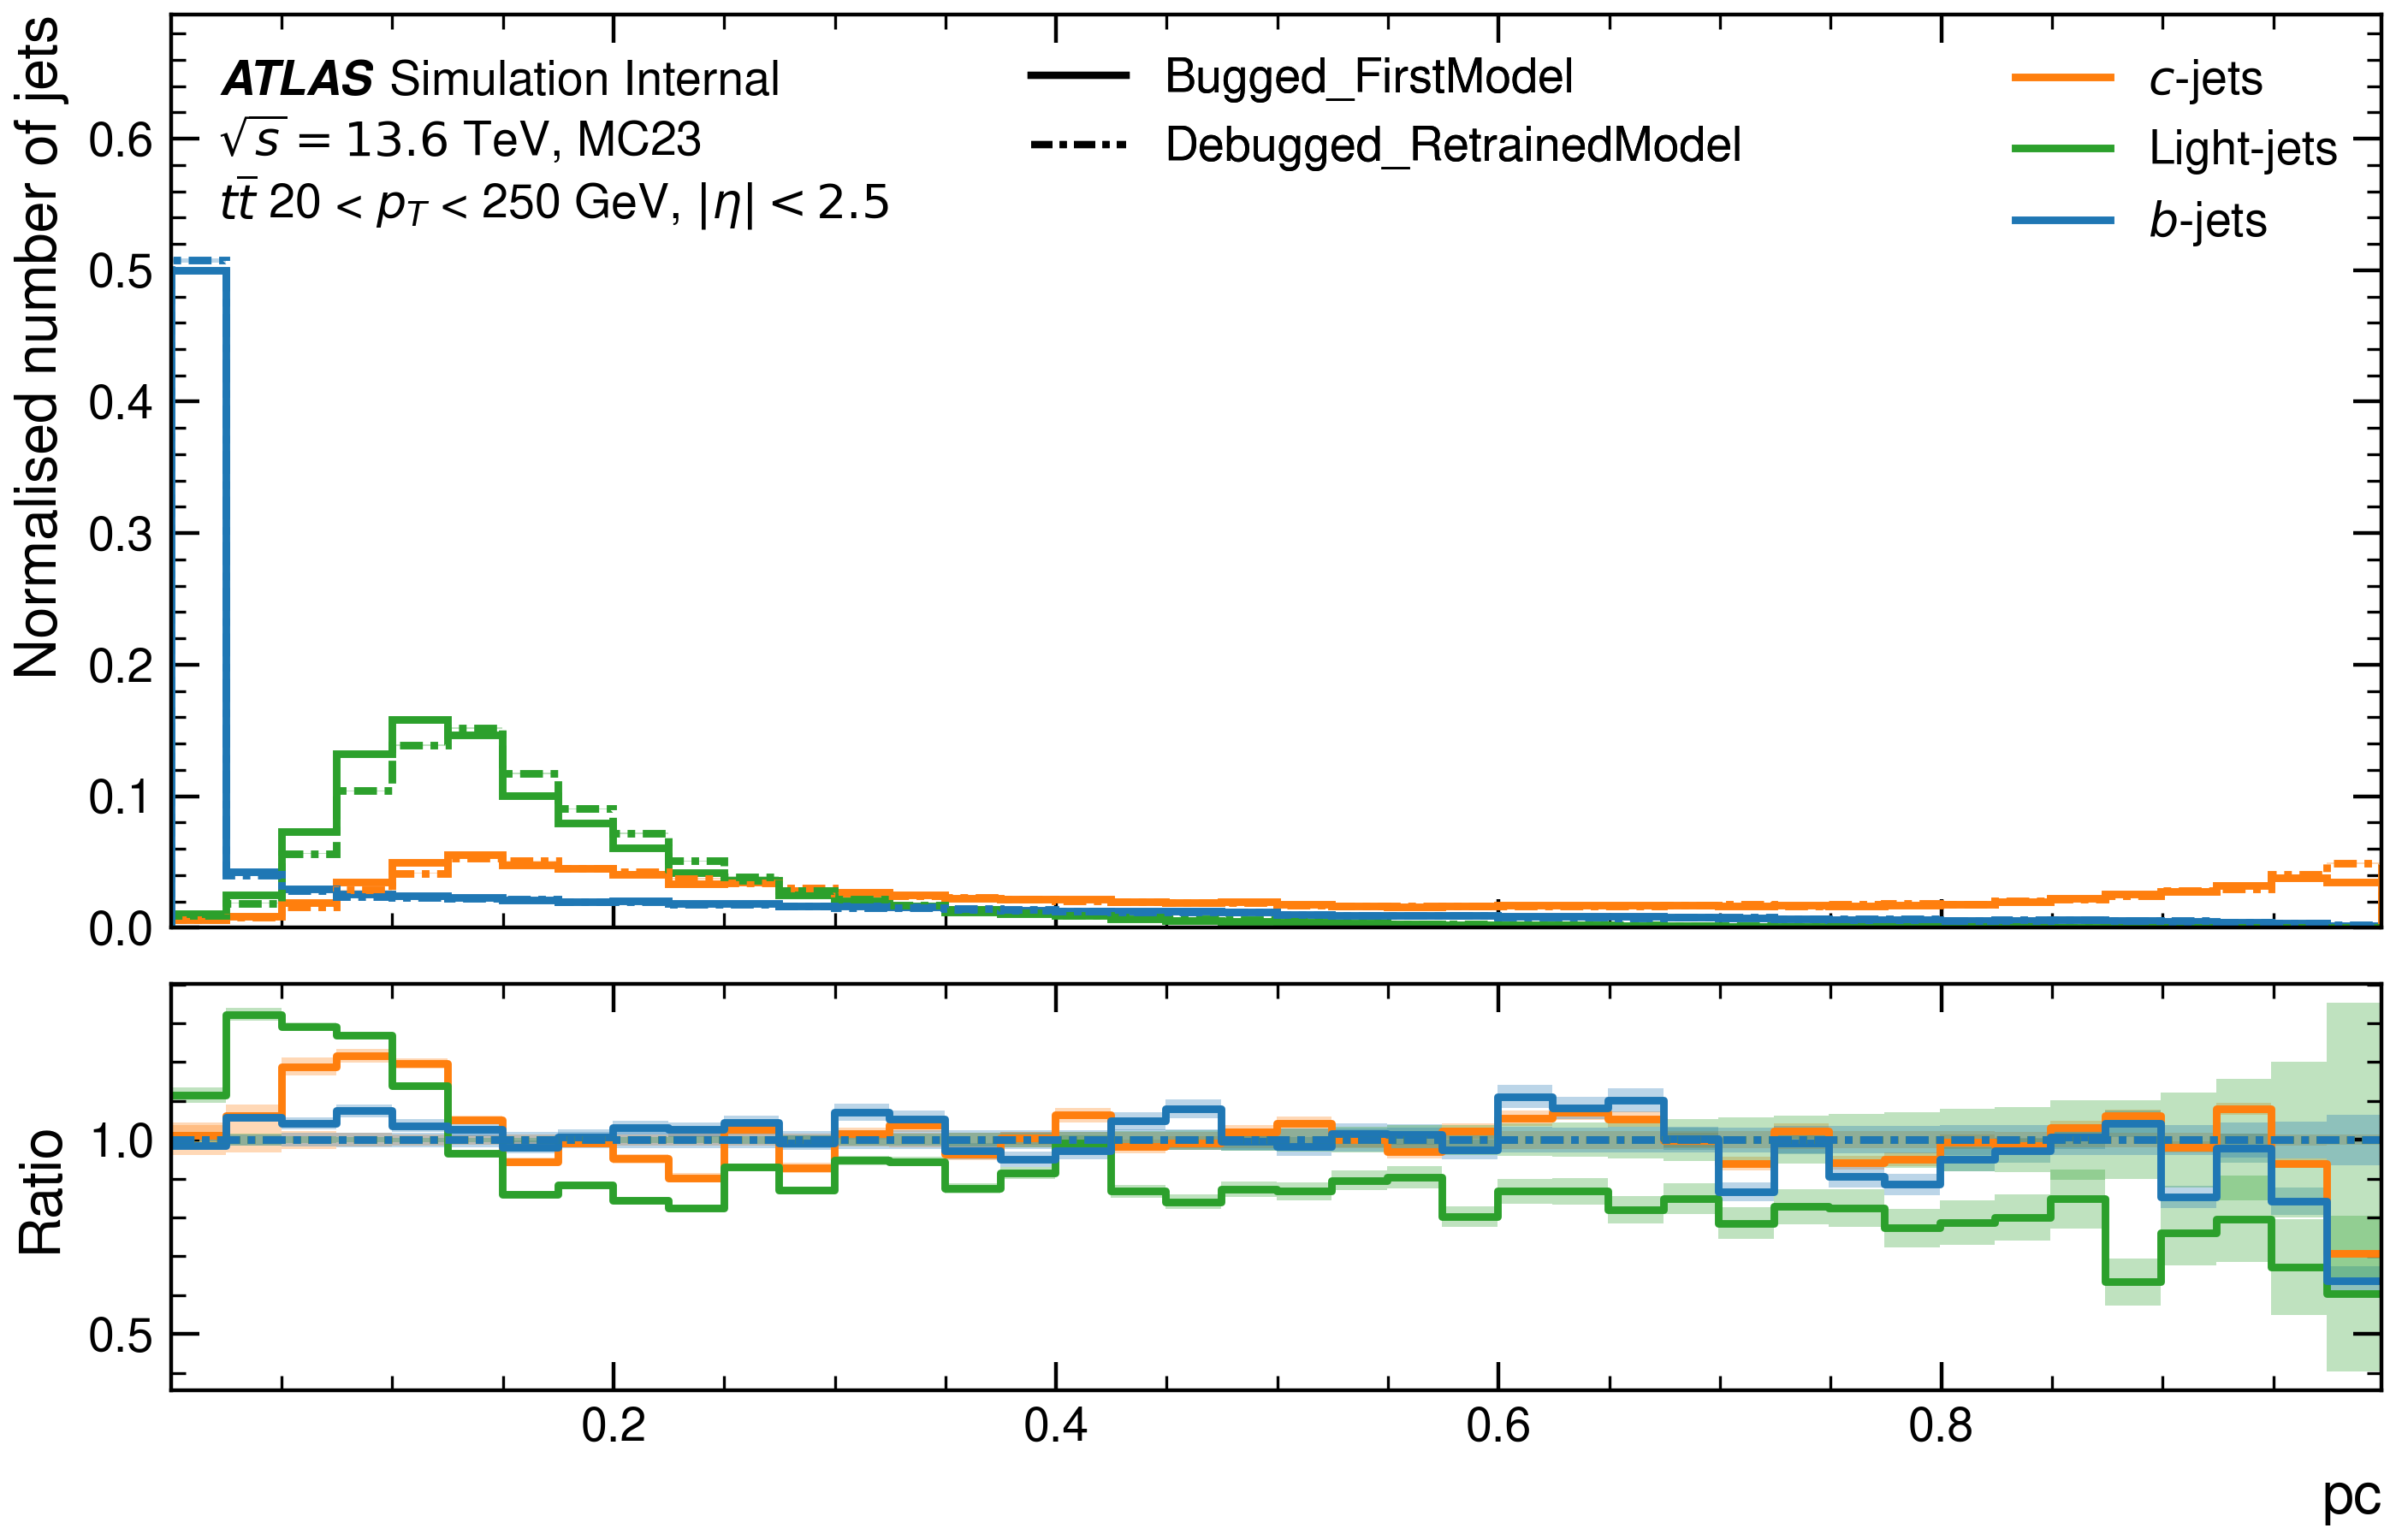 Normalised number of jets
ATLAS Simulation Internal
√s = 13.6 TeV, MC23
tt̄ 20 < p_T < 250 GeV, |η| < 2.5
Bugged_FirstModel
Debugged_RetrainedModel
c-jets
Light-jets
b-jets
0.6
0.5
0.4
0.3
0.2
0.1
0.0
Ratio
1.0
0.5
0.2 0.4 0.6 0.8
pc